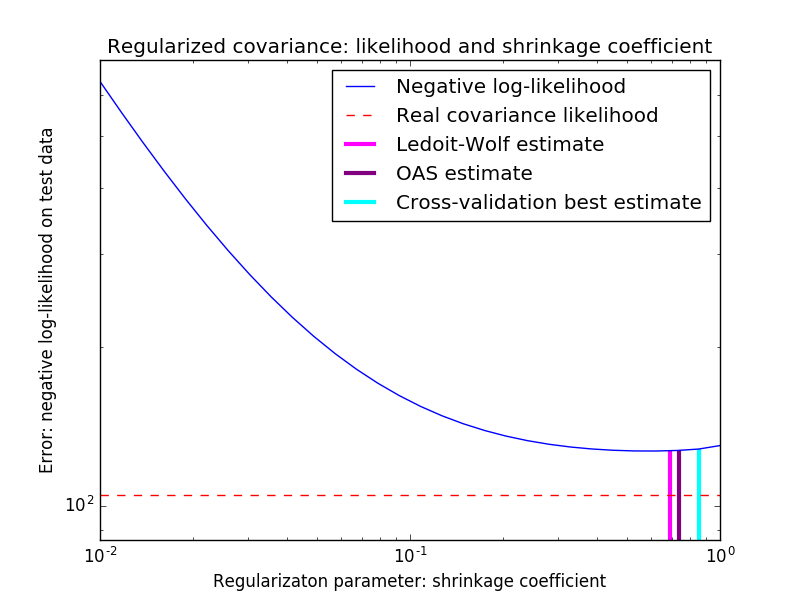 Regularized covariance: likelihood and shrinkage coefficient
Negative log-likelihood
Real covariance likelihood
Ledoit-Wolf estimate
OAS estimate
Cross-validation best estimate
Error: negative log-likelihood on test data
10^2
10^-2
10^-1
10^0
Regularizaton parameter: shrinkage coefficient